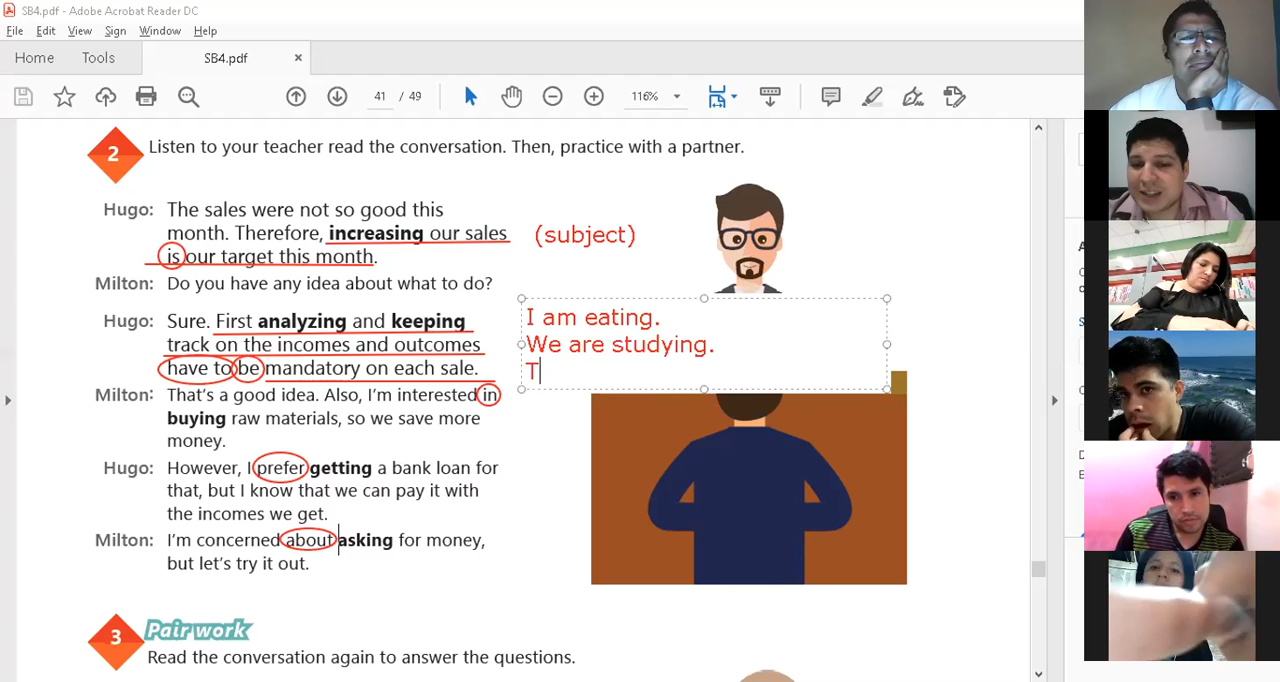 SB4.pdf - Adobe Acrobat Reader DC
File Edit View Sign Window Help
Home Tools SB4.pdf ×
41 / 49 116%
2 Listen to your teacher read the conversation. Then, practice with a partner.
Hugo: The sales were not so good this
month. Therefore, increasing our sales (subject)
is our target this month.
Milton: Do you have any idea about what to do?
Hugo: Sure. First analyzing and keeping
track on the incomes and outcomes
have to be mandatory on each sale.
Milton: That's a good idea. Also, I'm interested in
buying raw materials, so we save more
money.
Hugo: However, I prefer getting a bank loan for
that, but I know that we can pay it with
the incomes we get.
Milton: I'm concerned about asking for money,
but let's try it out.
I am eating.
We are studying.
T
3 Pair work
Read the conversation again to answer the questions.